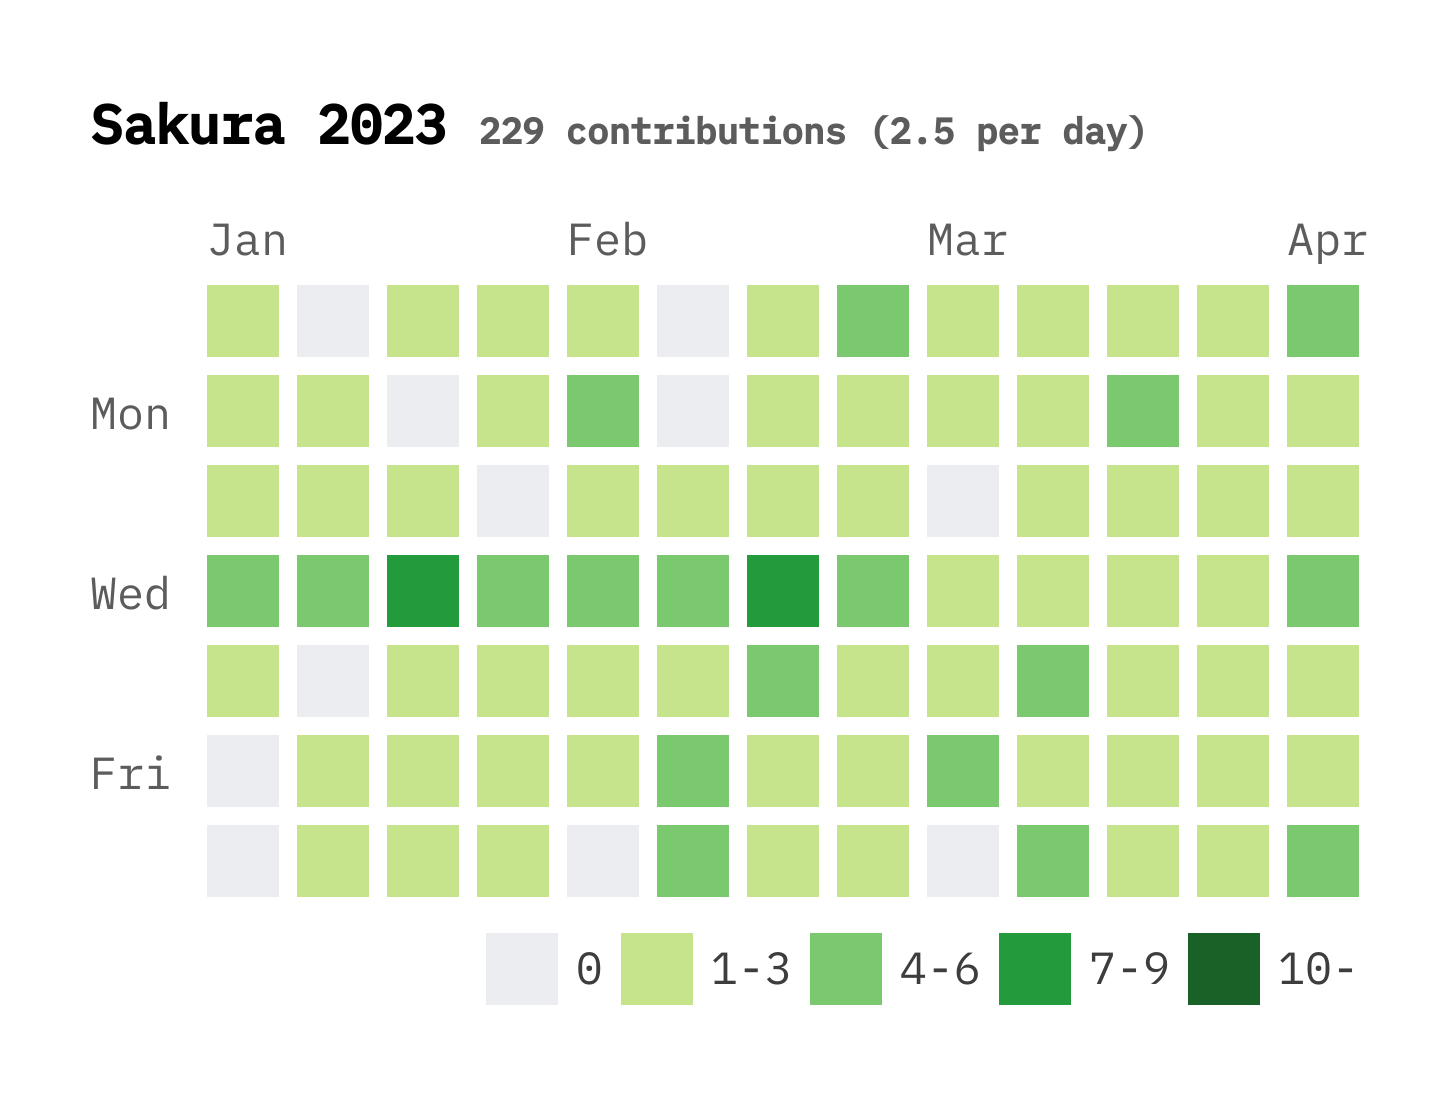 Sakura 2023 229 contributions (2.5 per day)
Jan Feb Mar Apr
Mon
Wed
Fri
0 1-3 4-6 7-9 10-